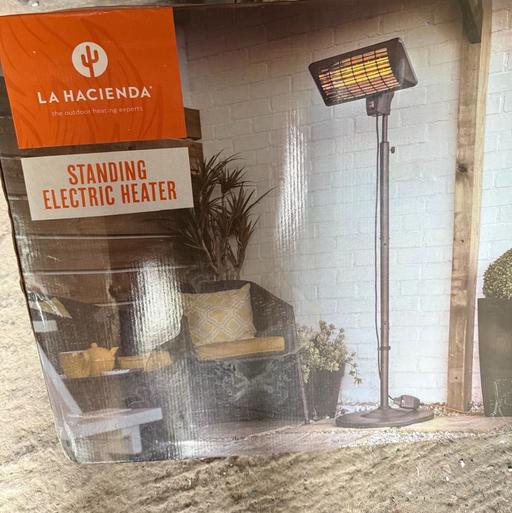 LA HACIENDA®
the outdoor heating experts
STANDING
ELECTRIC HEATER